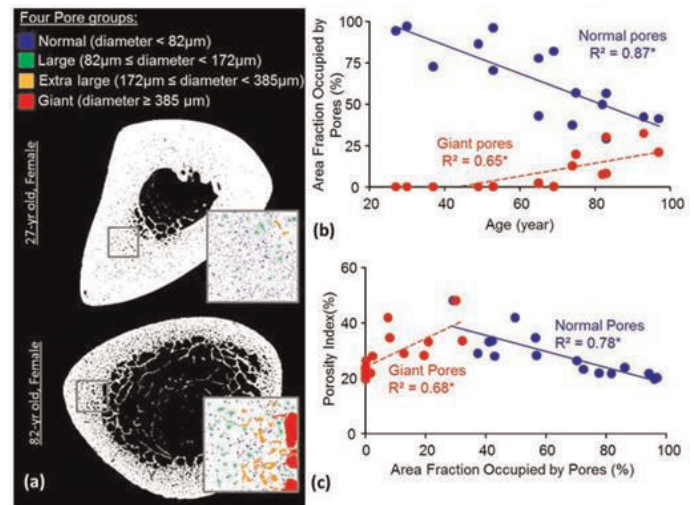 Four Pore groups:
Normal (diameter < 82μm)
Large (82μm ≤ diameter < 172μm)
Extra large (172μm ≤ diameter < 385μm)
Giant (diameter ≥ 385 μm)
27-yr old, Female
82-yr old, Female
(a)
Area Fraction Occupied by
Pores (%)
100
75
50
25
0
Normal pores
R² = 0.87*
Giant pores
R² = 0.65*
20
40
60
80
100
(b)
Age (year)
Porosity Index(%)
60
40
20
0
Normal Pores
R² = 0.78*
Giant Pores
R² = 0.68*
0
20
40
60
80
100
Area Fraction Occupied by Pores (%)
(c)